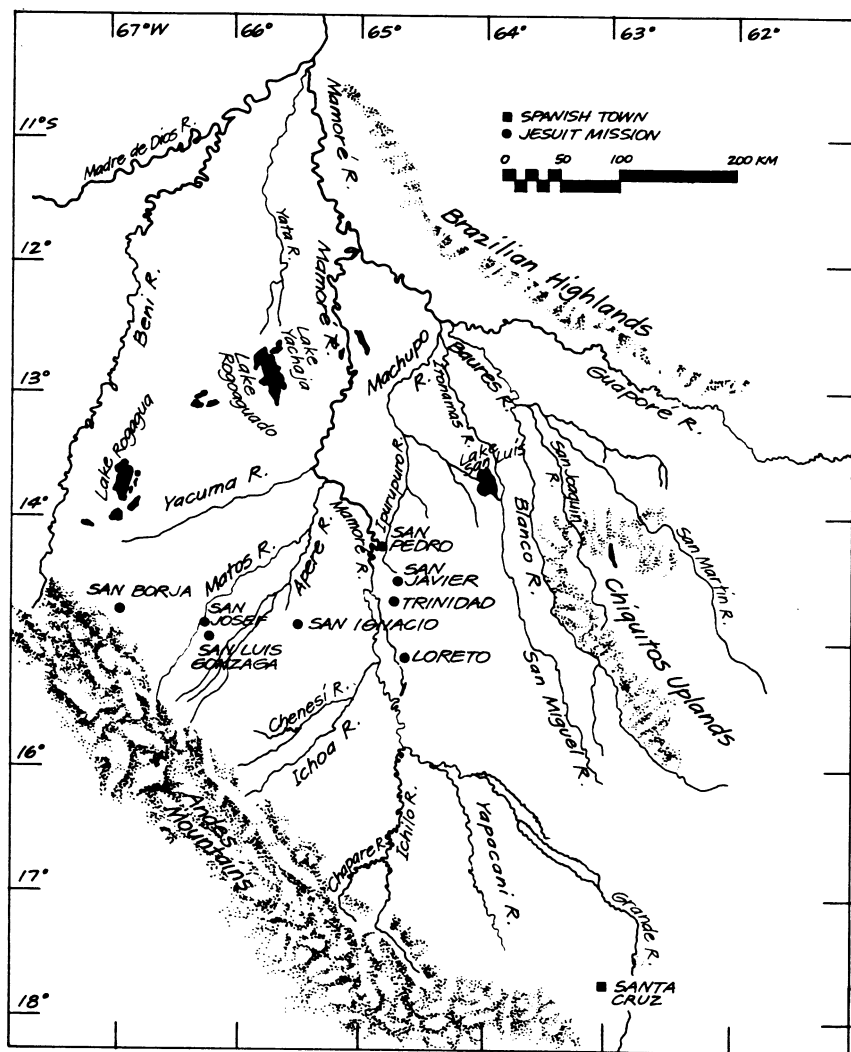 67°W
66°
65°
64°
63°
62°
11°S
12°
13°
14°
16°
17°
18°
■ SPANISH TOWN
● JESUIT MISSION
0 50 100 200 KM
Madre de Dios R.
Mamoré R.
Brazilian Highlands
Yata R.
Mamoré R.
Beni R.
Lake
Yachaja
Lake
Rogoaguado
Machupo
R.
Itonamas R.
Baures R.
Guaporé R.
Lake Rogagua
Yacuma R.
Ipurupuro R.
Lake
San Luís
San Joaquin
R.
Blanco R.
San Martín R.
Matos R.
Apere R.
Mamoré R.
SAN
PEDRO
SAN
JAVIER
TRINIDAD
SAN BORJA
SAN
JOSEF
SAN LUIS
GONZAGA
SAN IGNACIO
LORETO
Chiquitos Uplands
San Miguel R.
Chenesí R.
Ichoa R.
Andes
Mountains
Chapare R.
Ichilo R.
Yapacani R.
Grande R.
SANTA
CRUZ